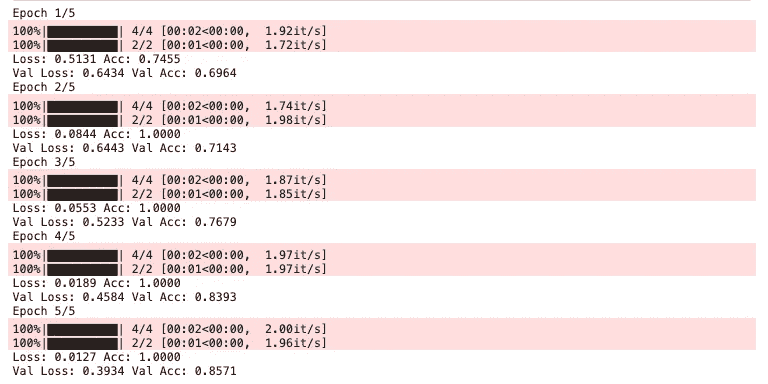 Epoch 1/5
100%|██████████| 4/4 [00:02<00:00,  1.92it/s]
100%|██████████| 2/2 [00:01<00:00,  1.72it/s]
Loss: 0.5131 Acc: 0.7455
Val Loss: 0.6434 Val Acc: 0.6964
Epoch 2/5
100%|██████████| 4/4 [00:02<00:00,  1.74it/s]
100%|██████████| 2/2 [00:01<00:00,  1.98it/s]
Loss: 0.0844 Acc: 1.0000
Val Loss: 0.6443 Val Acc: 0.7143
Epoch 3/5
100%|██████████| 4/4 [00:02<00:00,  1.87it/s]
100%|██████████| 2/2 [00:01<00:00,  1.85it/s]
Loss: 0.0553 Acc: 1.0000
Val Loss: 0.5233 Val Acc: 0.7679
Epoch 4/5
100%|██████████| 4/4 [00:02<00:00,  1.97it/s]
100%|██████████| 2/2 [00:01<00:00,  1.97it/s]
Loss: 0.0189 Acc: 1.0000
Val Loss: 0.4584 Val Acc: 0.8393
Epoch 5/5
100%|██████████| 4/4 [00:02<00:00,  2.00it/s]
100%|██████████| 2/2 [00:01<00:00,  1.96it/s]
Loss: 0.0127 Acc: 1.0000
Val Loss: 0.3934 Val Acc: 0.8571